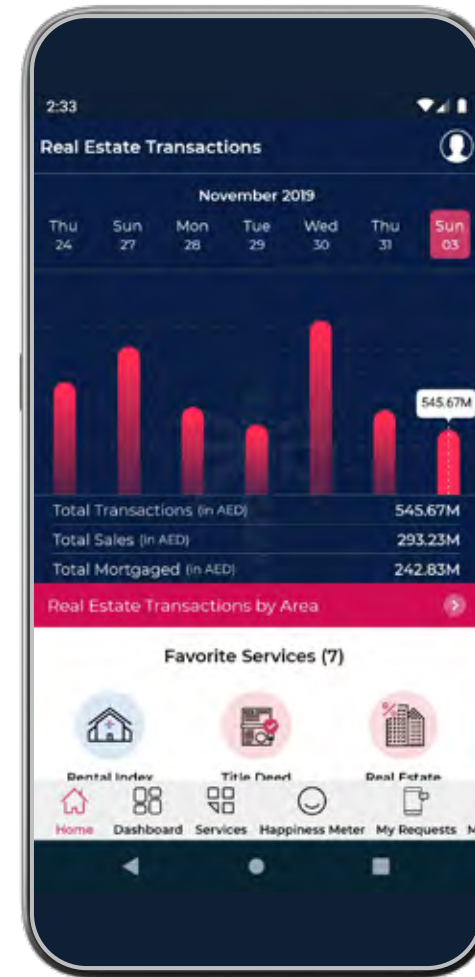 2:33
Real Estate Transactions
November 2019
Thu Sun Mon Tue Wed Thu Sun
24 27 28 29 30 31 03
545.67M
Total Transactions (in AED) 545.67M
Total Sales (in AED) 293.23M
Total Mortgaged (in AED) 242.83M
Real Estate Transactions by Area
Favorite Services (7)
Rental Index Title Deed Real Estate
Home Dashboard Services Happiness Meter My Requests M